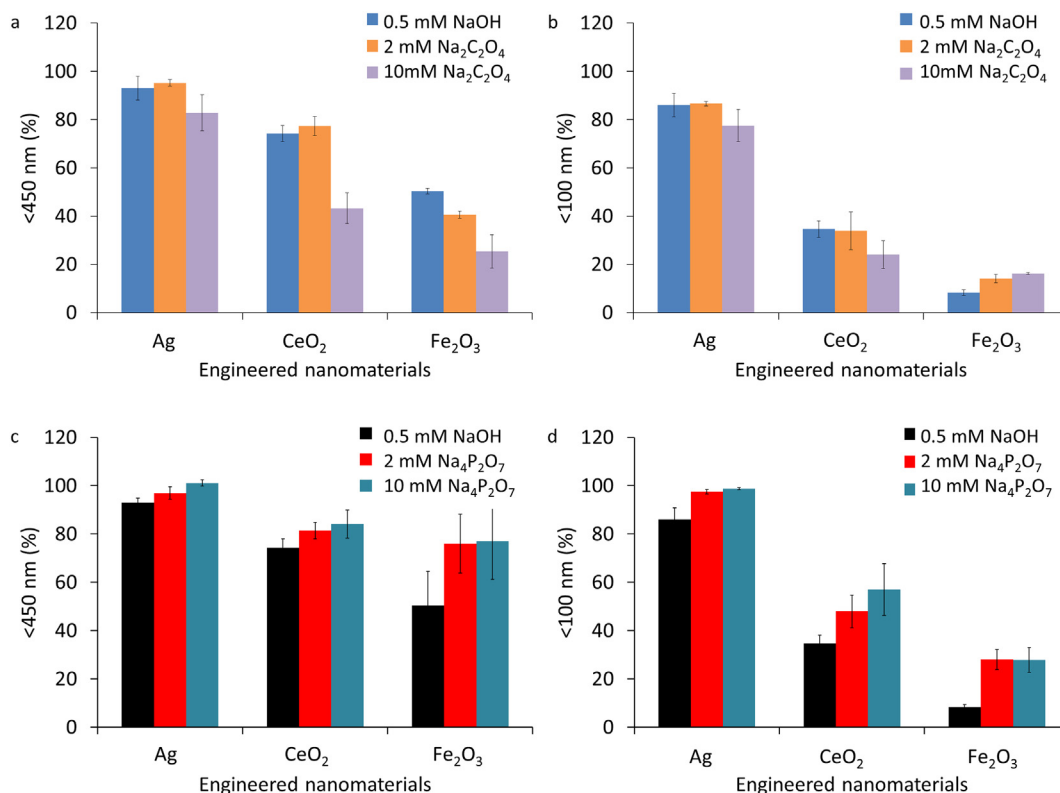 a
<450 nm (%)
120
100
80
60
40
20
0
0.5 mM NaOH
2 mM Na₂C₂O₄
10mM Na₂C₂O₄
Ag
CeO₂
Fe₂O₃
Engineered nanomaterials
b
<100 nm (%)
120
100
80
60
40
20
0
0.5 mM NaOH
2 mM Na₂C₂O₄
10mM Na₂C₂O₄
Ag
CeO₂
Fe₂O₃
Engineered nanomaterials
c
<450 nm (%)
120
100
80
60
40
20
0
0.5 mM NaOH
2 mM Na₄P₂O₇
10 mM Na₄P₂O₇
Ag
CeO₂
Fe₂O₃
Engineered nanomaterials
d
<100 nm (%)
120
100
80
60
40
20
0
0.5 mM NaOH
2 mM Na₄P₂O₇
10 mM Na₄P₂O₇
Ag
CeO₂
Fe₂O₃
Engineered nanomaterials